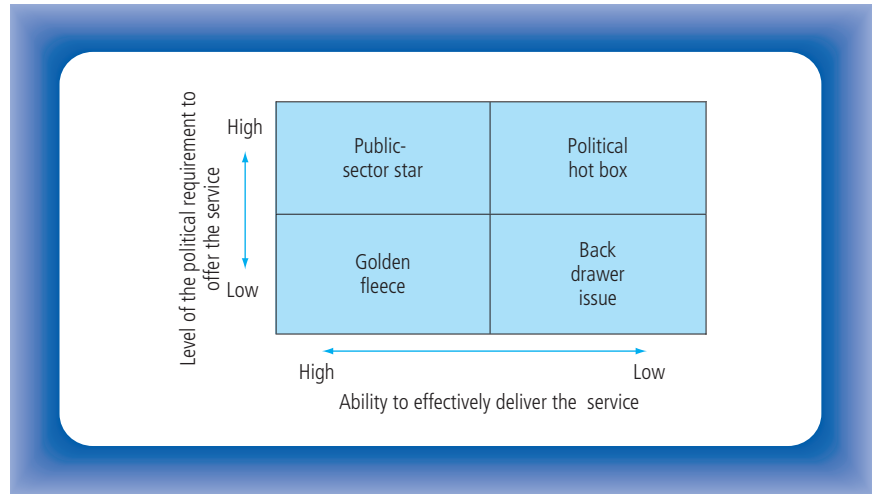 Level of the political requirement to
offer the service
High
Low
Public-
sector star
Political
hot box
Golden
fleece
Back
drawer
issue
High
Low
Ability to effectively deliver the service